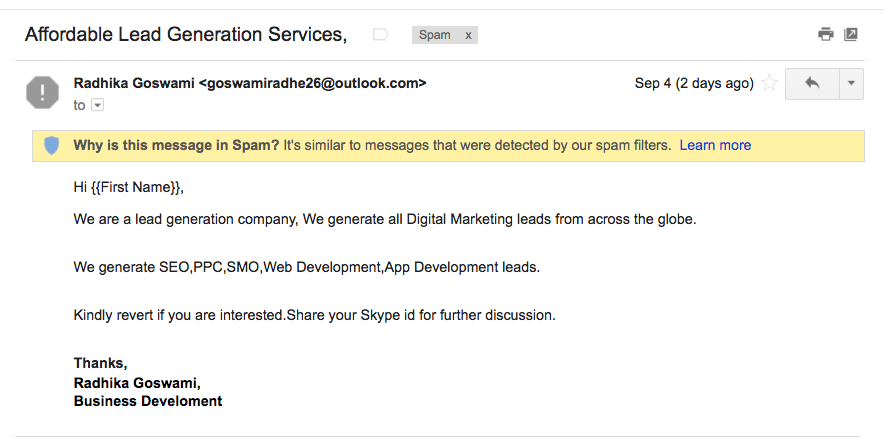 Affordable Lead Generation Services,
Spam x
Radhika Goswami <goswamiradhe26@outlook.com>
Sep 4 (2 days ago)
to
Why is this message in Spam? It's similar to messages that were detected by our spam filters. Learn more
Hi {{First Name}},
We are a lead generation company, We generate all Digital Marketing leads from across the globe.
We generate SEO,PPC,SMO,Web Development,App Development leads.
Kindly revert if you are interested.Share your Skype id for further discussion.
Thanks,
Radhika Goswami,
Business Develoment